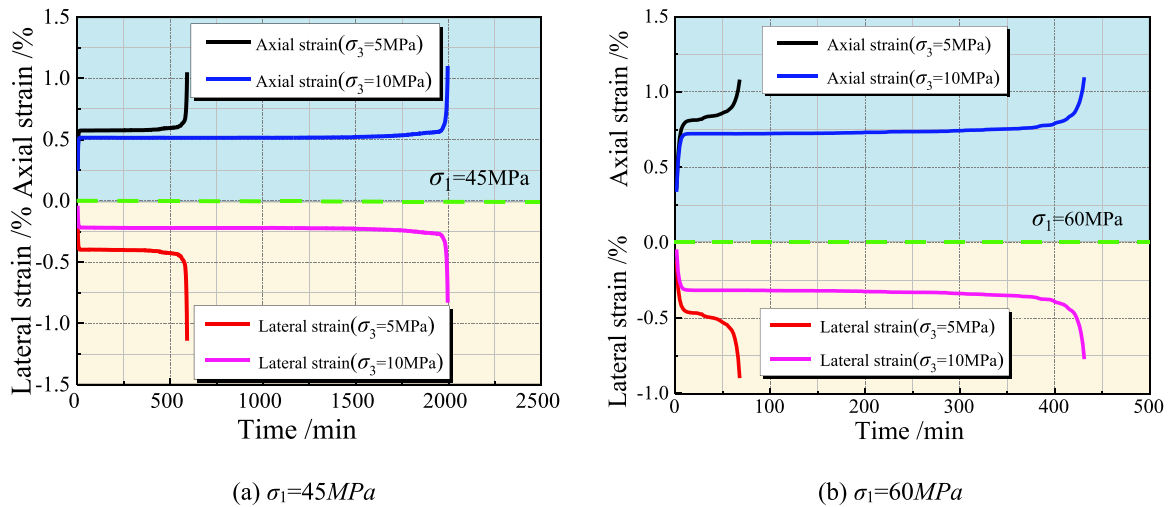 1.5
1.0
0.5
0.0
-0.5
-1.0
-1.5
Axial strain /%
Lateral strain /%
Axial strain(σ3=5MPa)
Axial strain(σ3=10MPa)
σ1=45MPa
Lateral strain(σ3=5MPa)
Lateral strain(σ3=10MPa)
0 500 1000 1500 2000 2500
Time /min
(a) σ1=45MPa
1.5
1.0
0.5
0.0
-0.5
-1.0
Axial strain /%
Lateral strain /%
Axial strain(σ3=5MPa)
Axial strain(σ3=10MPa)
σ1=60MPa
Lateral strain(σ3=5MPa)
Lateral strain(σ3=10MPa)
0 100 200 300 400 500
Time /min
(b) σ1=60MPa